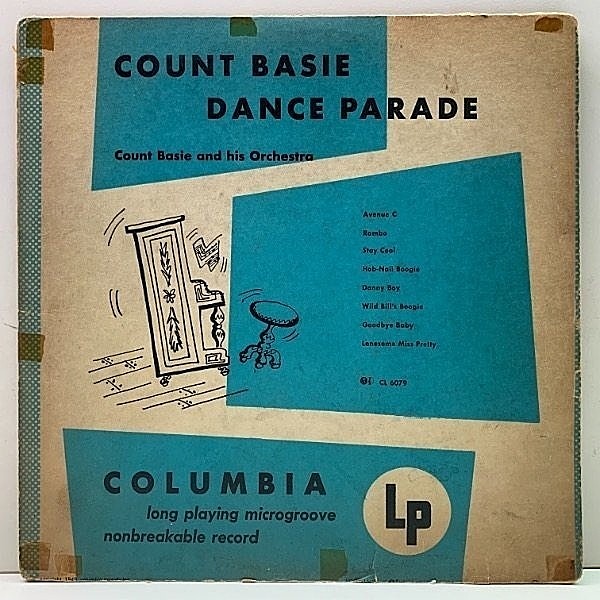 COUNT BASIE
DANCE PARADE
Count Basie and his Orchestra
Avenue C
Rambo
Stay Cool
Hob-Nail Boogie
Danny Boy
Wild Bill's Boogie
Goodbye Baby
Lonesome Miss Pretty
CL 6079
COLUMBIA
long playing microgroove
nonbreakable record
Lp